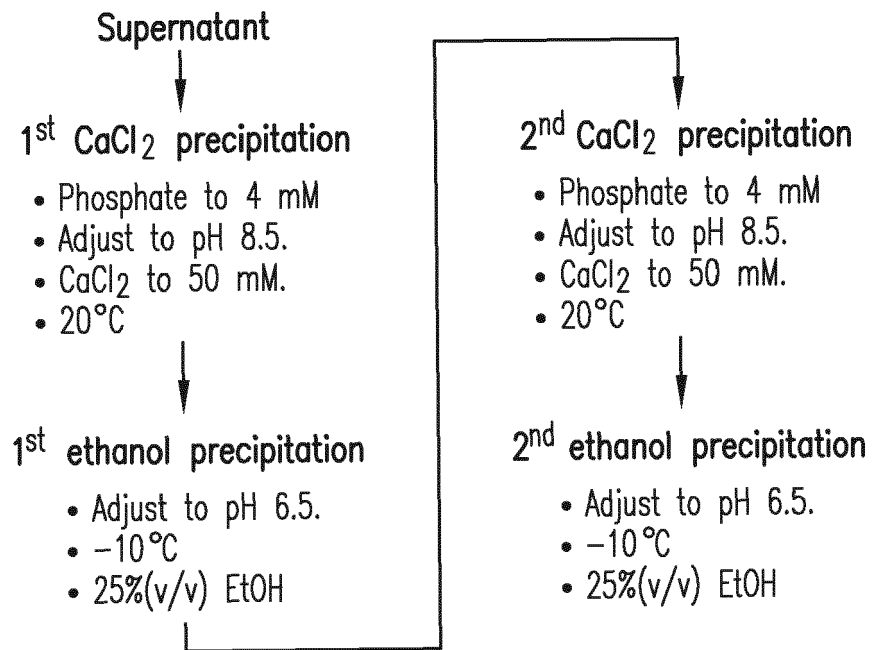 Supernatant
1st CaCl2 precipitation
• Phosphate to 4 mM
• Adjust to pH 8.5.
• CaCl2 to 50 mM.
• 20°C
1st ethanol precipitation
• Adjust to pH 6.5.
• −10°C
• 25%(v/v) EtOH
2nd CaCl2 precipitation
• Phosphate to 4 mM
• Adjust to pH 8.5.
• CaCl2 to 50 mM.
• 20°C
2nd ethanol precipitation
• Adjust to pH 6.5.
• −10°C
• 25%(v/v) EtOH